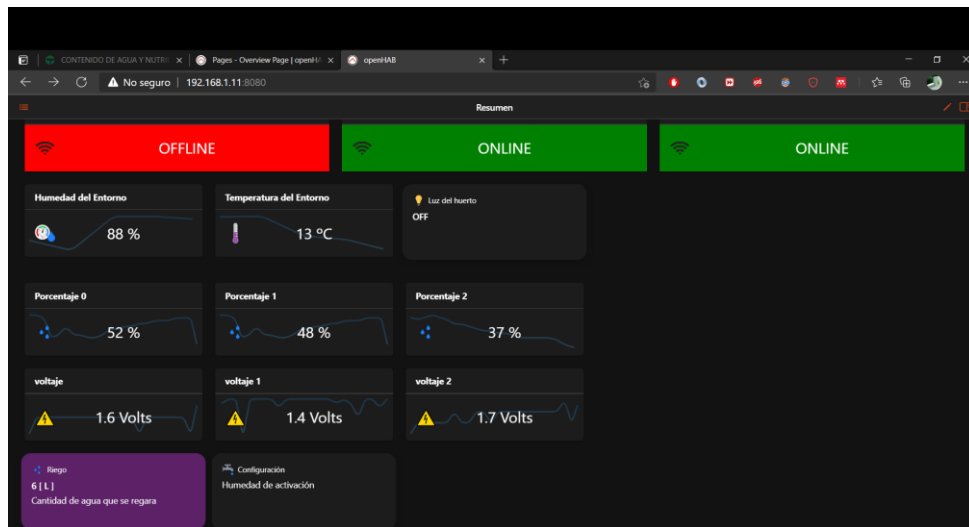 CONTENIDO DE AGUA Y NUTRI
Pages - Overview Page | openH
openHAB
No seguro | 192.168.1.11:8080
Resumen
OFFLINE
ONLINE
ONLINE
Humedad del Entorno
88 %
Temperatura del Entorno
13 °C
Luz del huerto
OFF
Porcentaje 0
52 %
Porcentaje 1
48 %
Porcentaje 2
37 %
voltaje
1.6 Volts
voltaje 1
1.4 Volts
voltaje 2
1.7 Volts
Riego
6 [ L ]
Cantidad de agua que se regara
Configuración
Humedad de activación